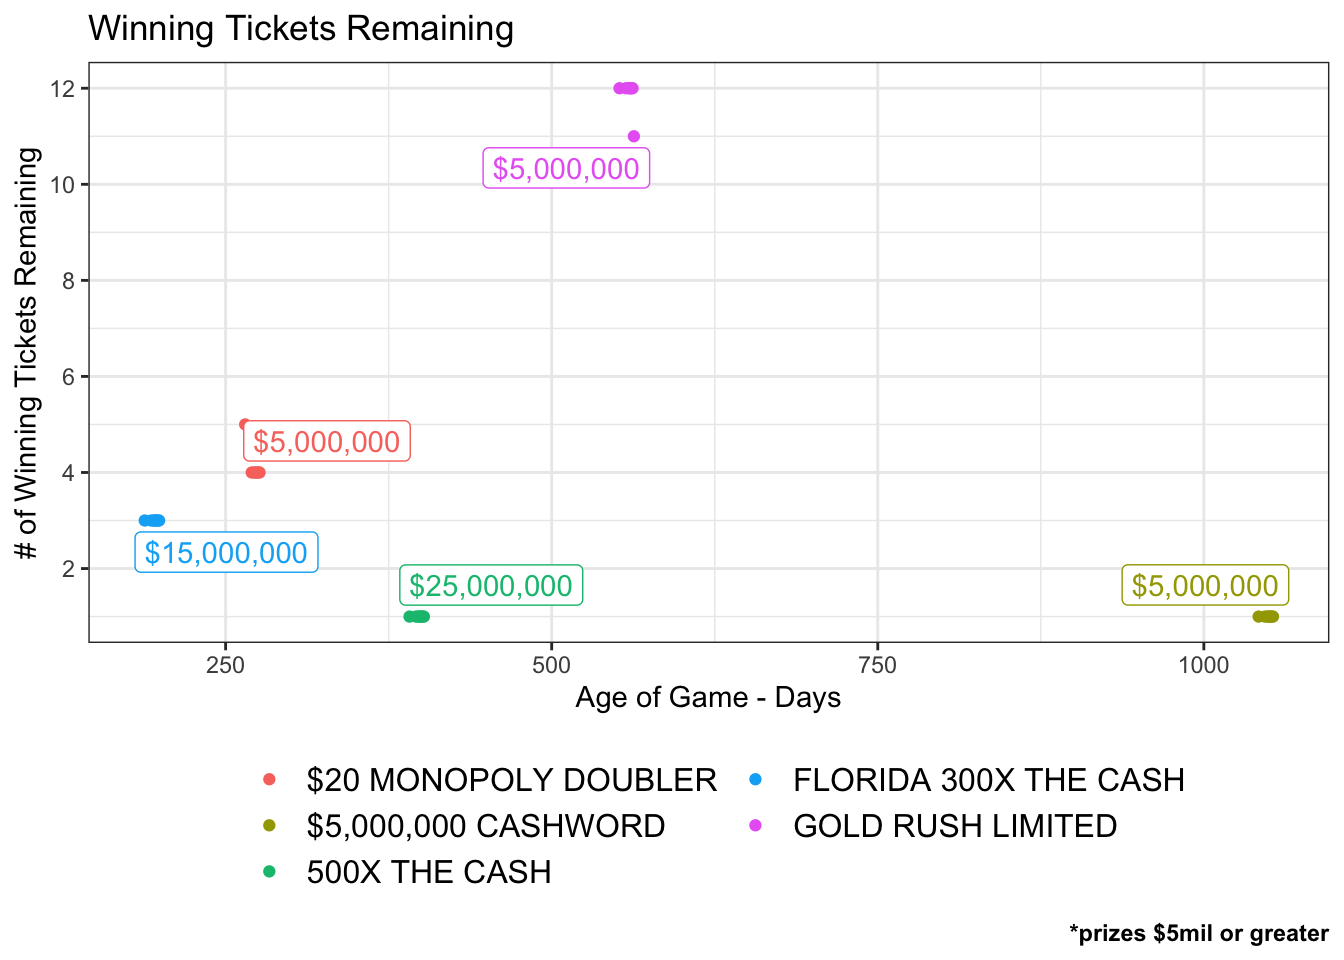 Winning Tickets Remaining
# of Winning Tickets Remaining
12
10
8
6
4
2
$5,000,000
$5,000,000
$15,000,000
$25,000,000
$5,000,000
250 500 750 1000
Age of Game - Days
$20 MONOPOLY DOUBLER FLORIDA 300X THE CASH
$5,000,000 CASHWORD GOLD RUSH LIMITED
500X THE CASH
*prizes $5mil or greater